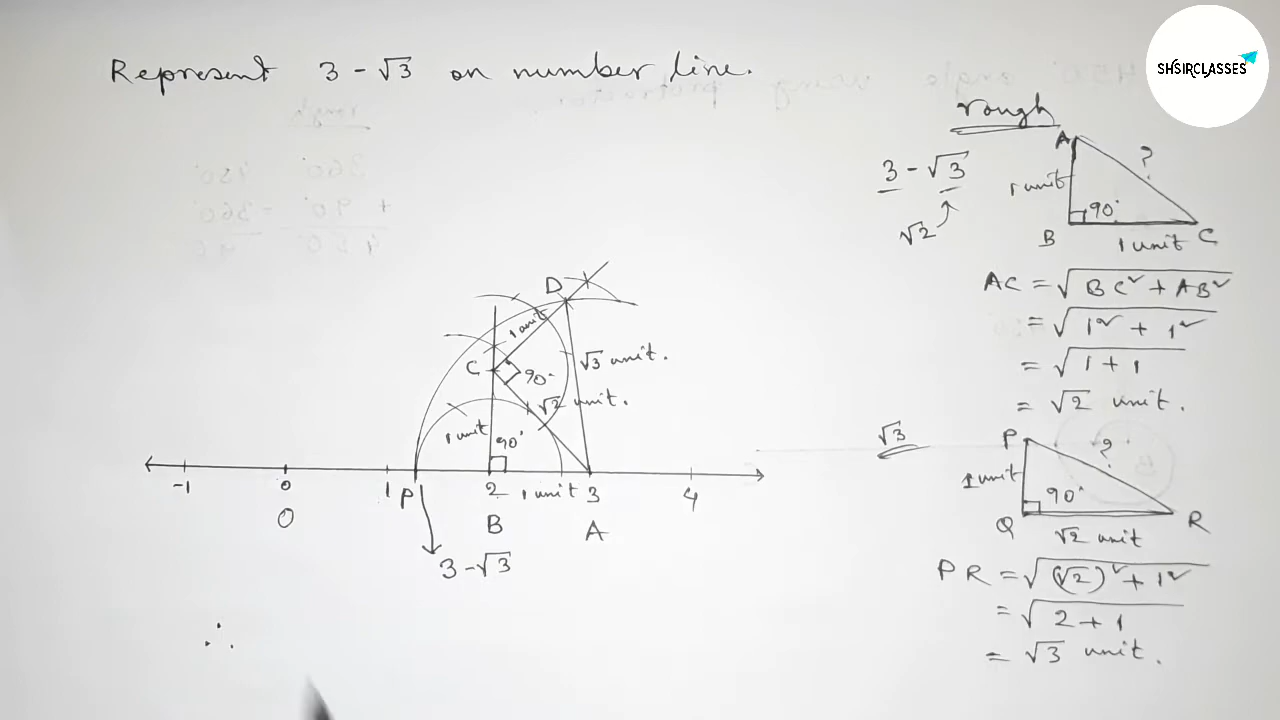 Represent 3 - √3 on number line.
SHSIRCLASSES
rough
3 - √3
√2
A
?
1 unit
90°
B
1 unit
C
AC = √BC² + AB²
= √1² + 1²
= √1 + 1
= √2 unit.
√3
P
?
1 unit
90°
Q
√2 unit
R
PR = √(√2)² + 1²
= √2 + 1
= √3 unit.
D
1 unit
C
90°
√3 unit.
√2 unit.
1 unit
90°
-1 0 1 P 2 1 unit 3 4
O B A
3 - √3
∴